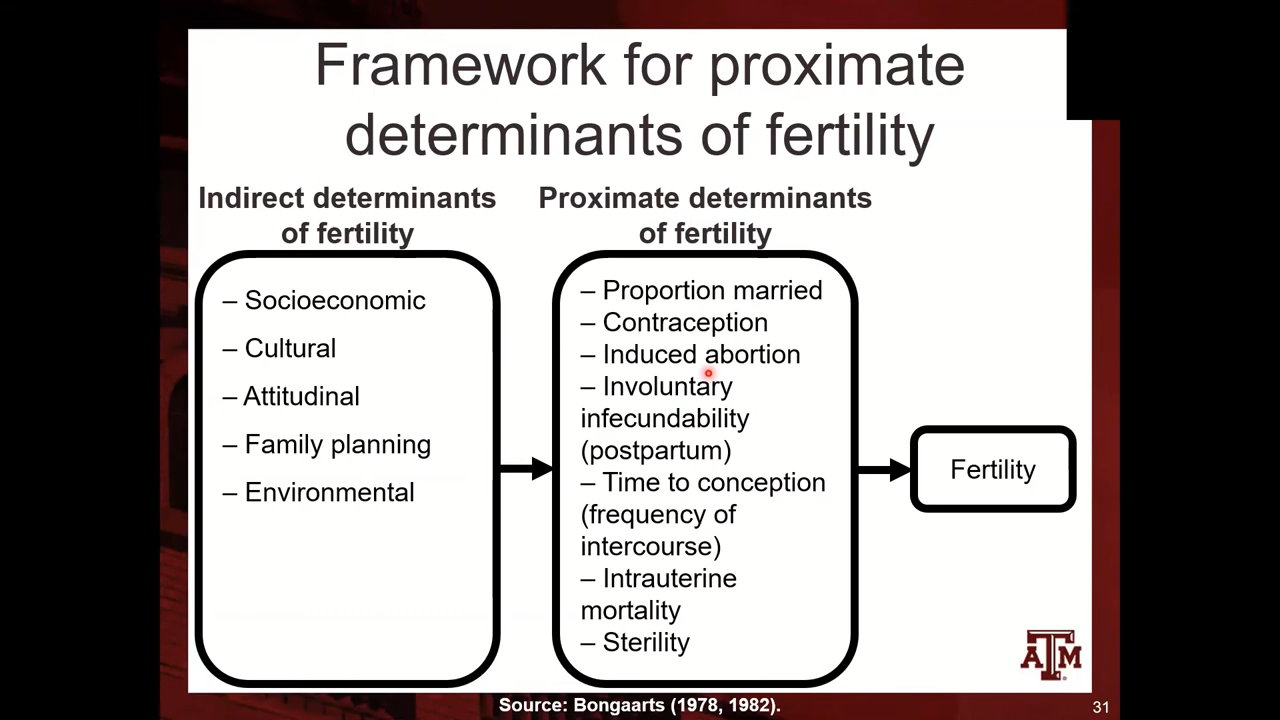 Framework for proximate
determinants of fertility
Indirect determinants
of fertility
– Socioeconomic
– Cultural
– Attitudinal
– Family planning
– Environmental
Proximate determinants
of fertility
– Proportion married
– Contraception
– Induced abortion
– Involuntary
infecundability
(postpartum)
– Time to conception
(frequency of
intercourse)
– Intrauterine
mortality
– Sterility
Fertility
ATM
Source: Bongaarts (1978, 1982).
31